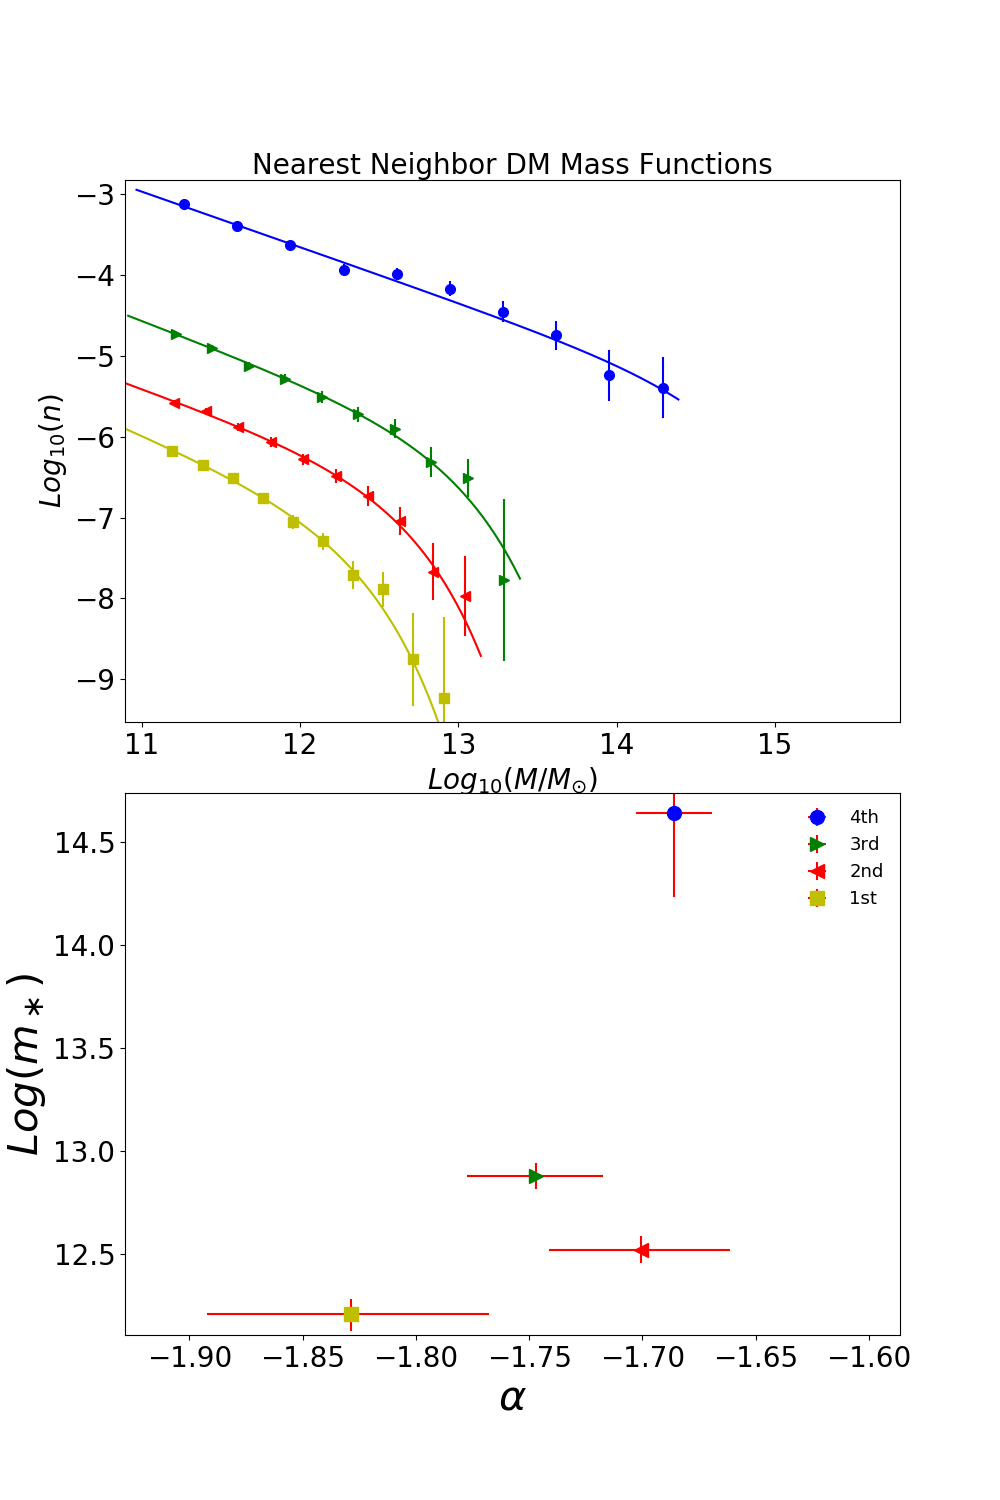 Nearest Neighbor DM Mass Functions
−3
−4
−5
−6
−7
−8
−9
Log₁₀(n)
11 12 13 14 15
Log₁₀(M/M⊙)
14.5
14.0
13.5
13.0
12.5
Log(m∗)
4th
3rd
2nd
1st
−1.90 −1.85 −1.80 −1.75 −1.70 −1.65 −1.60
α